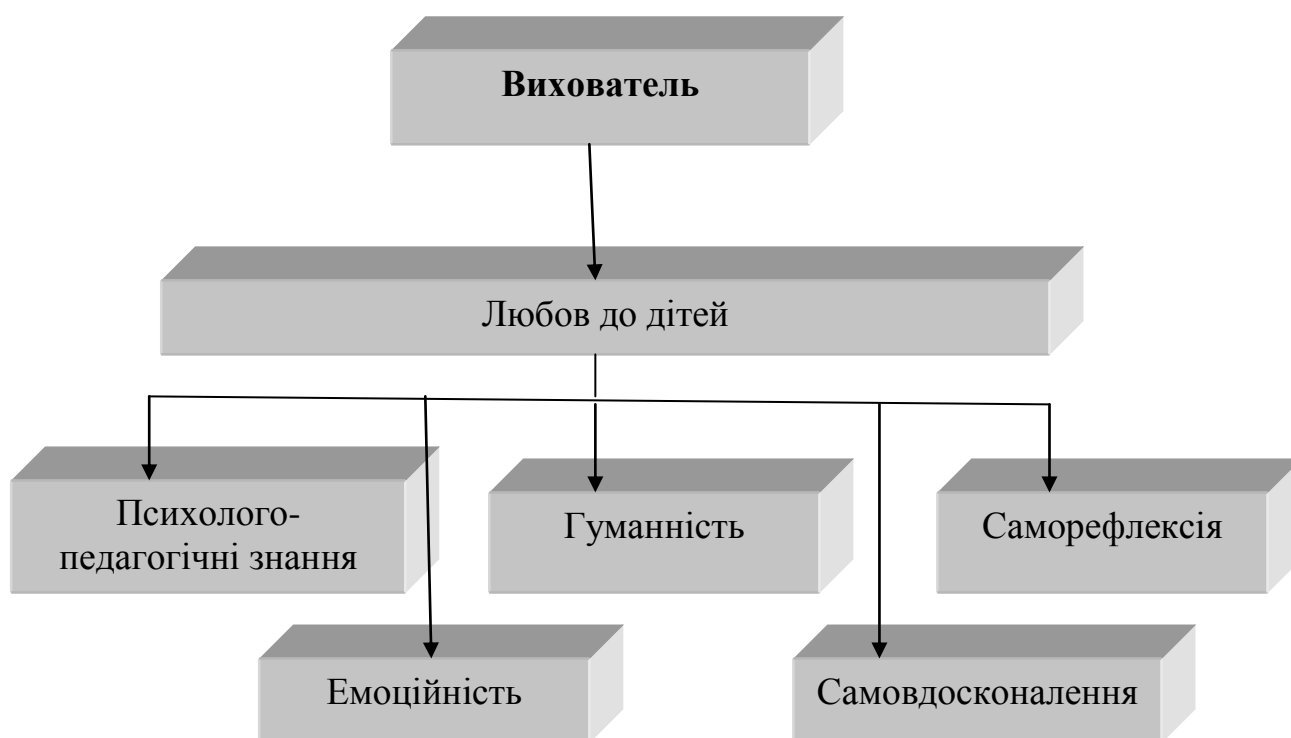 Вихователь
Любов до дітей
Психолого-
педагогічні знання
Гуманність
Саморефлексія
Емоційність
Самовдосконалення